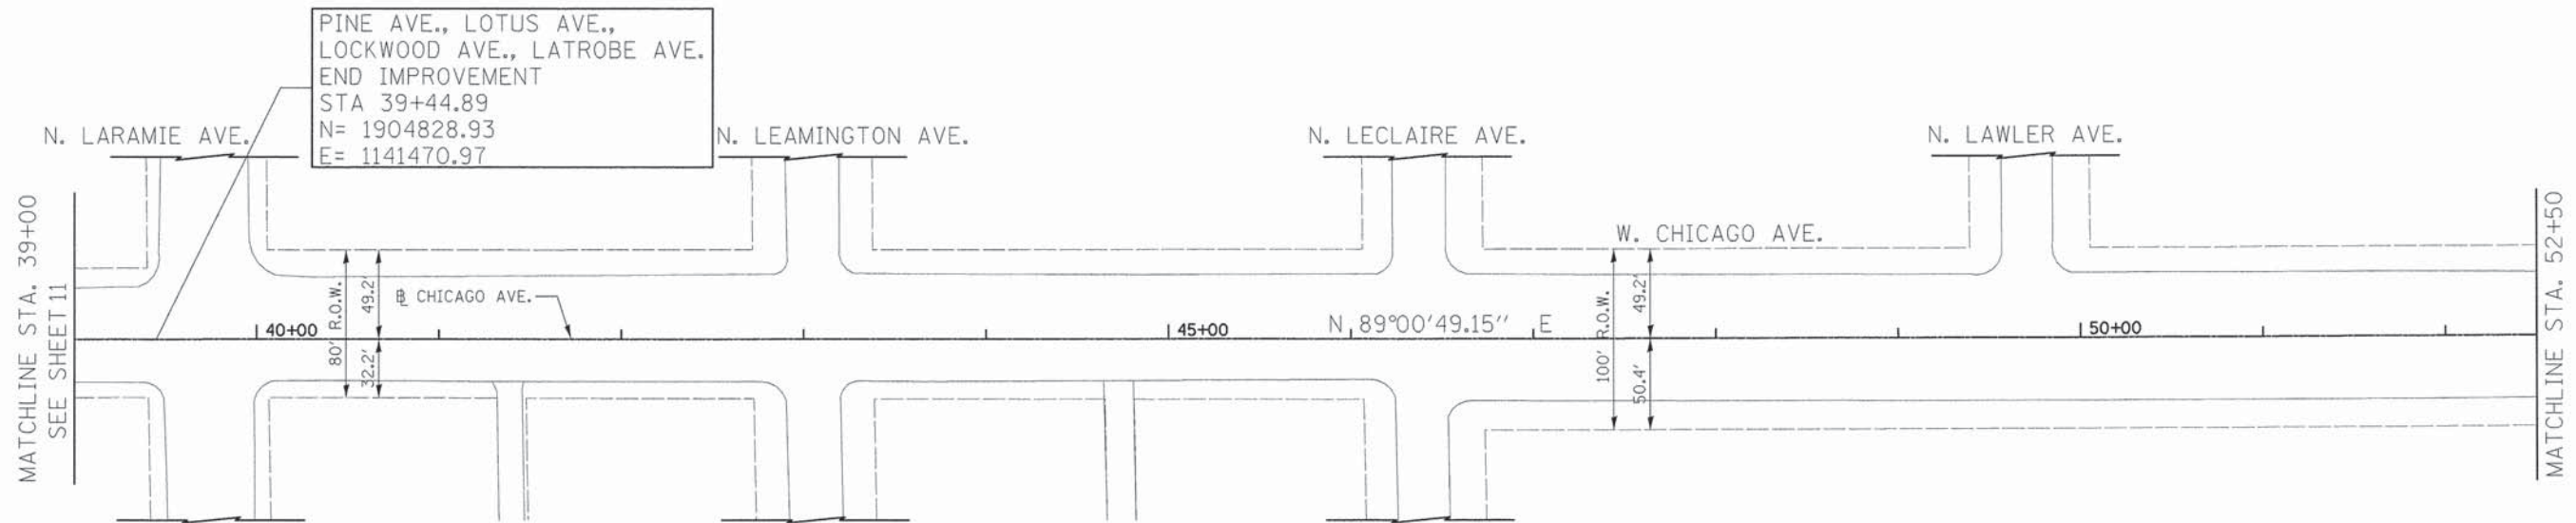 PINE AVE., LOTUS AVE.,
LOCKWOOD AVE., LATROBE AVE.
END IMPROVEMENT
STA 39+44.89
N= 1904828.93
E= 1141470.97
N. LARAMIE AVE.
N. LEAMINGTON AVE.
N. LECLAIRE AVE.
N. LAWLER AVE.
MATCHLINE STA. 39+00
SEE SHEET 11
W. CHICAGO AVE.
80' R.O.W.
49.2'
32.2'
℄ CHICAGO AVE.
40+00
45+00
N 89°00'49.15" E
100' R.O.W.
49.2'
50.4'
50+00
MATCHLINE STA. 52+50